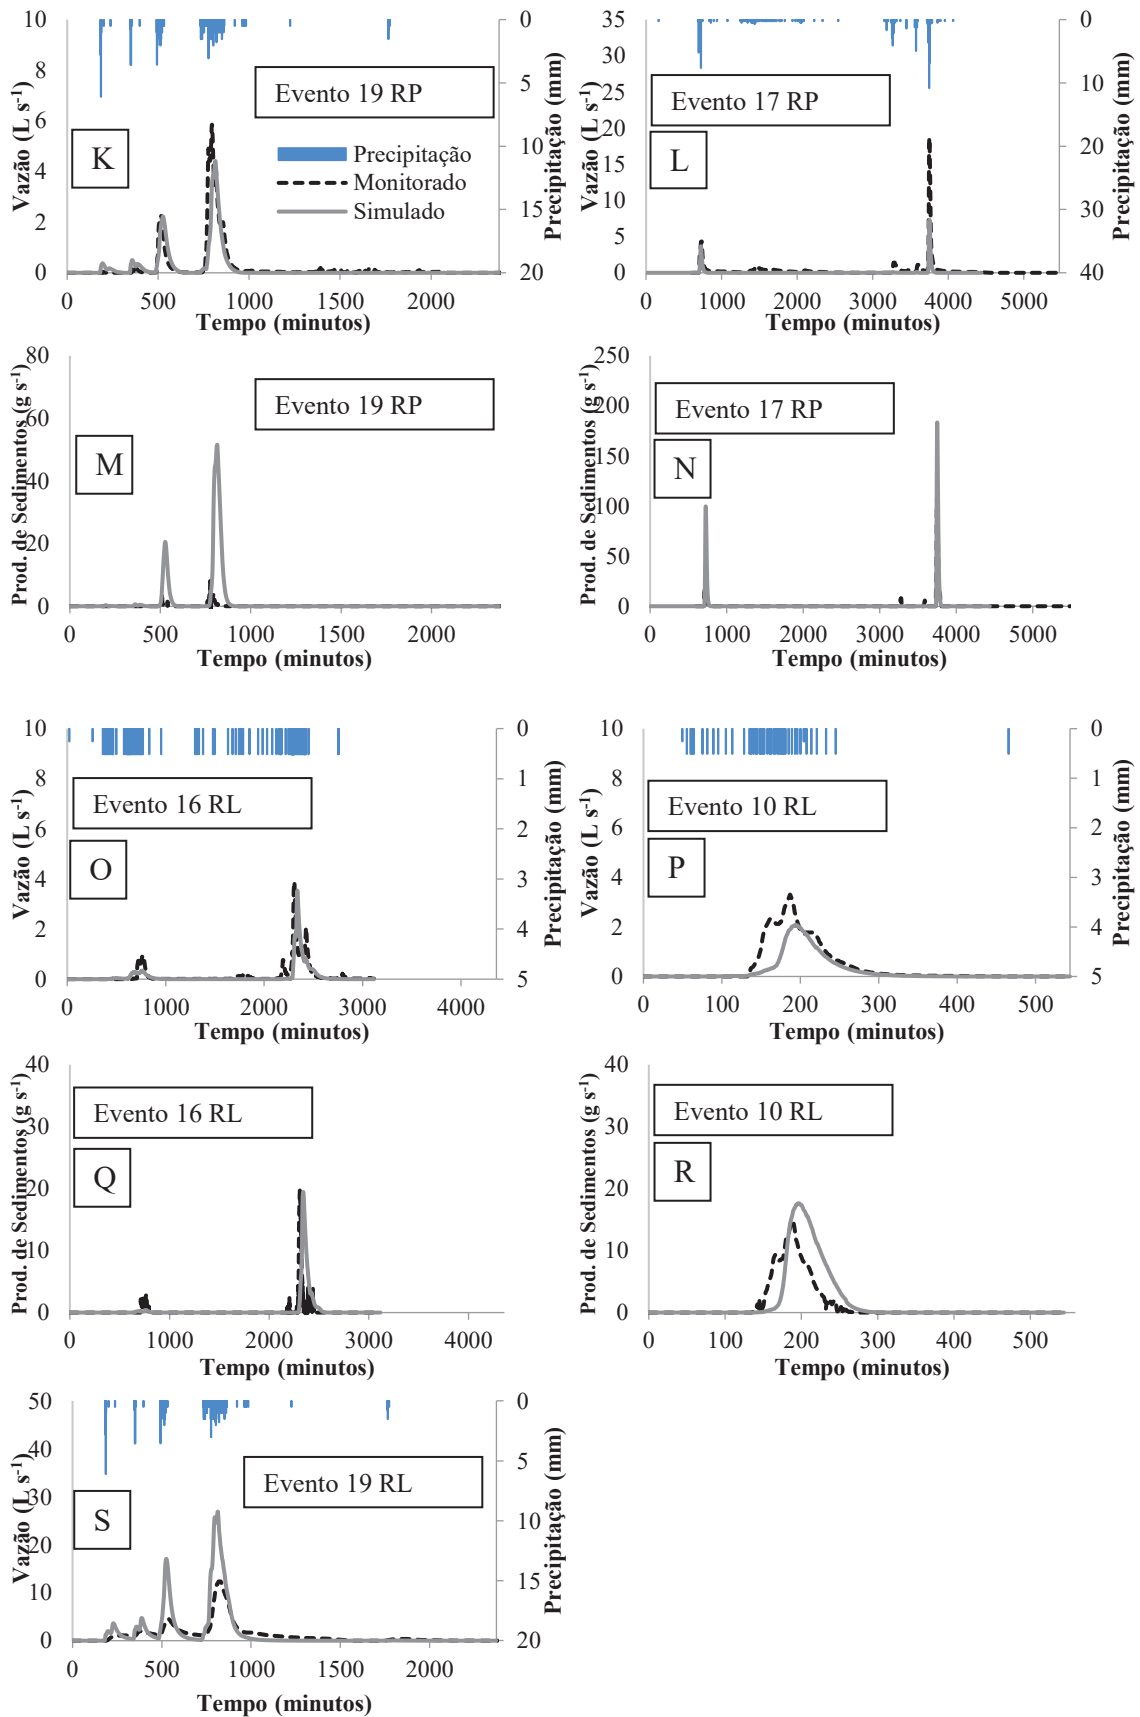 Evento 19 RP
K
Precipitação
Monitorado
Simulado
Vazão (L s⁻¹)
10
8
6
4
2
0
Precipitação (mm)
0
5
10
15
20
0 500 1000 1500 2000
Tempo (minutos)
Evento 17 RP
L
Vazão (L s⁻¹)
35
30
25
20
15
10
5
0
Precipitação (mm)
0
10
20
30
40
0 1000 2000 3000 4000 5000
Tempo (minutos)
Evento 19 RP
M
Prod. de Sedimentos (g s⁻¹)
80
60
40
20
0
0 500 1000 1500 2000
Tempo (minutos)
Evento 17 RP
N
Prod. de Sedimentos (g s⁻¹)
250
200
150
100
50
0
0 1000 2000 3000 4000 5000
Tempo (minutos)
Evento 16 RL
O
Vazão (L s⁻¹)
10
8
6
4
2
0
Precipitação (mm)
0
1
2
3
4
5
0 1000 2000 3000 4000
Tempo (minutos)
Evento 10 RL
P
Vazão (L s⁻¹)
10
8
6
4
2
0
Precipitação (mm)
0
1
2
3
4
5
0 100 200 300 400 500
Tempo (minutos)
Evento 16 RL
Q
Prod. de Sedimentos (g s⁻¹)
40
30
20
10
0
0 1000 2000 3000 4000
Tempo (minutos)
Evento 10 RL
R
Prod. de Sedimentos (g s⁻¹)
40
30
20
10
0
0 100 200 300 400 500
Tempo (minutos)
Evento 19 RL
S
Vazão (L s⁻¹)
50
40
30
20
10
0
Precipitação (mm)
0
5
10
15
20
0 500 1000 1500 2000
Tempo (minutos)